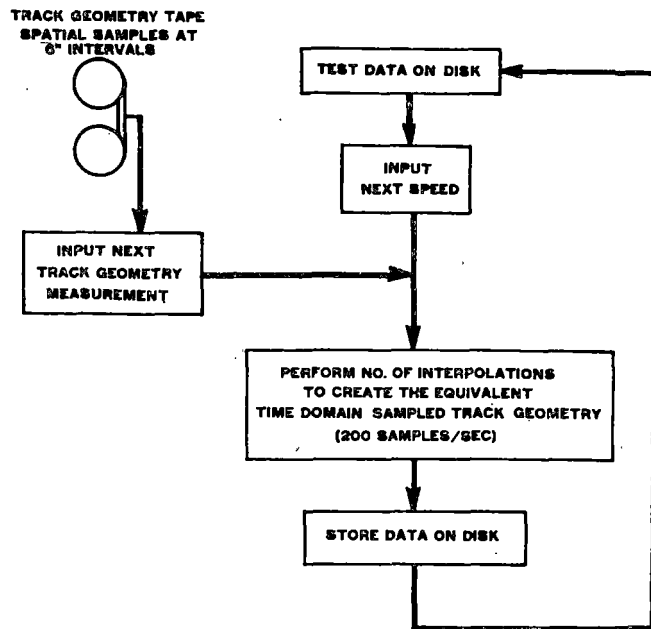 TRACK GEOMETRY TAPE
SPATIAL SAMPLES AT
6" INTERVALS
TEST DATA ON DISK
INPUT
NEXT SPEED
INPUT NEXT
TRACK GEOMETRY
MEASUREMENT
PERFORM NO. OF INTERPOLATIONS
TO CREATE THE EQUIVALENT
TIME DOMAIN SAMPLED TRACK GEOMETRY
(200 SAMPLES/SEC)
STORE DATA ON DISK